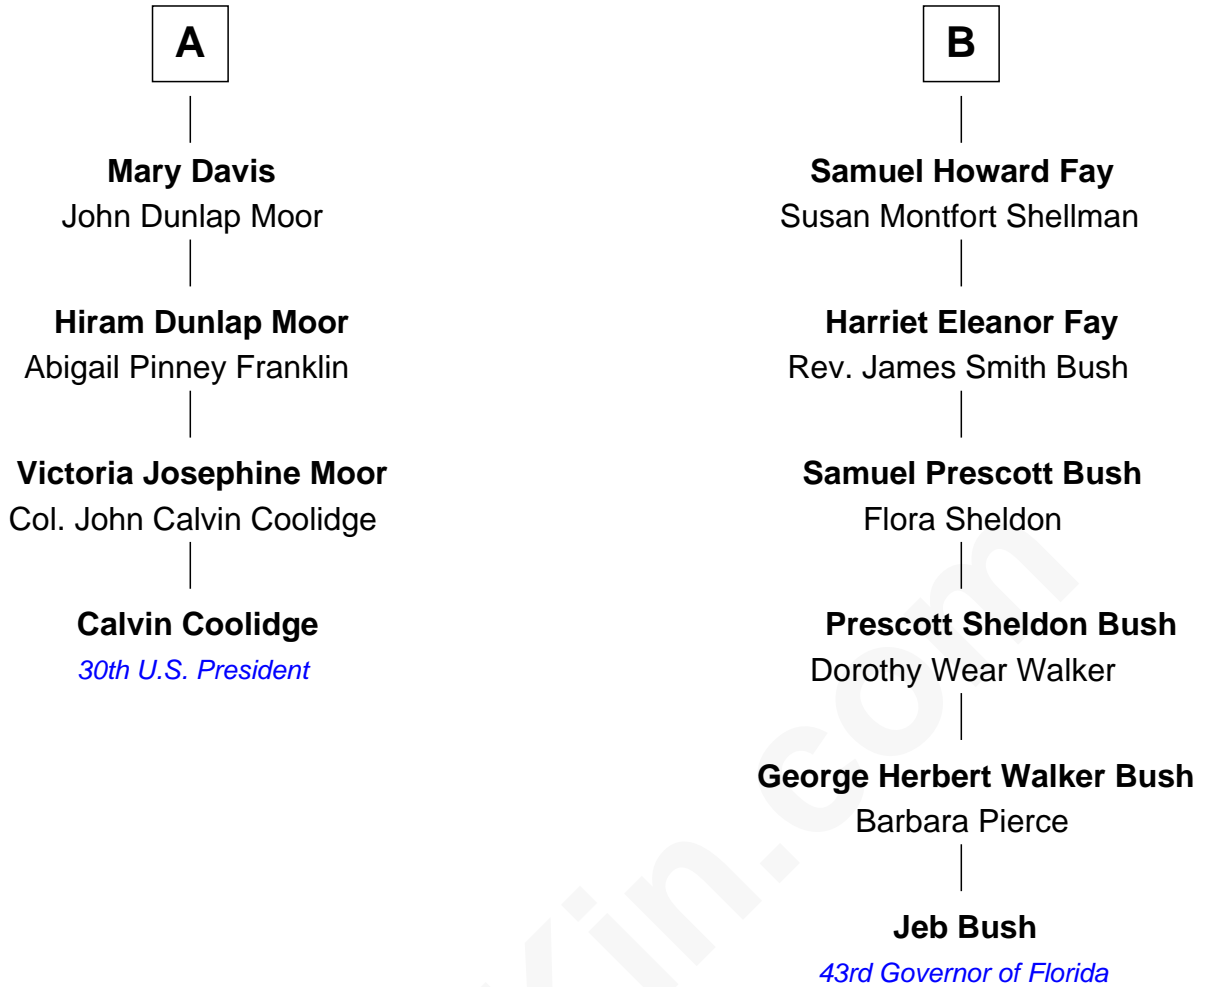 A
Mary Davis
John Dunlap Moor
Hiram Dunlap Moor
Abigail Pinney Franklin
Victoria Josephine Moor
Col. John Calvin Coolidge
Calvin Coolidge
30th U.S. President
B
Samuel Howard Fay
Susan Montfort Shellman
Harriet Eleanor Fay
Rev. James Smith Bush
Samuel Prescott Bush
Flora Sheldon
Prescott Sheldon Bush
Dorothy Wear Walker
George Herbert Walker Bush
Barbara Pierce
Jeb Bush
43rd Governor of Florida
Kin.com